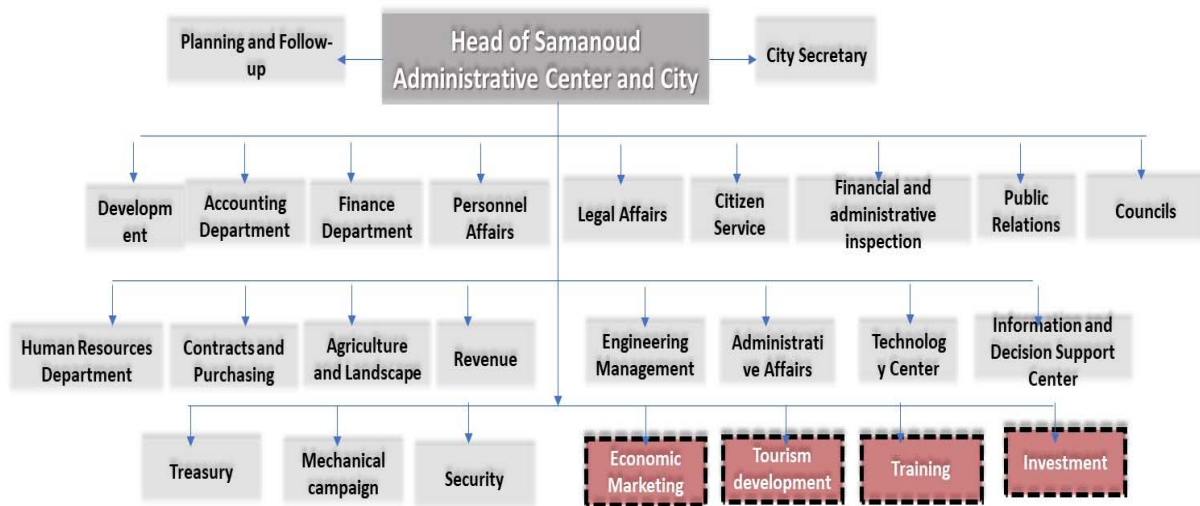 Planning and Follow-
up
Head of Samanoud
Administrative Center and City
City Secretary
Developm
ent
Accounting
Department
Finance
Department
Personnel
Affairs
Legal Affairs
Citizen
Service
Financial and
administrative
inspection
Public
Relations
Councils
Human Resources
Department
Contracts and
Purchasing
Agriculture
and Landscape
Revenue
Engineering
Management
Administrati
ve Affairs
Technolog
y Center
Information and
Decision Support
Center
Treasury
Mechanical
campaign
Security
Economic
Marketing
Tourism
development
Training
Investment